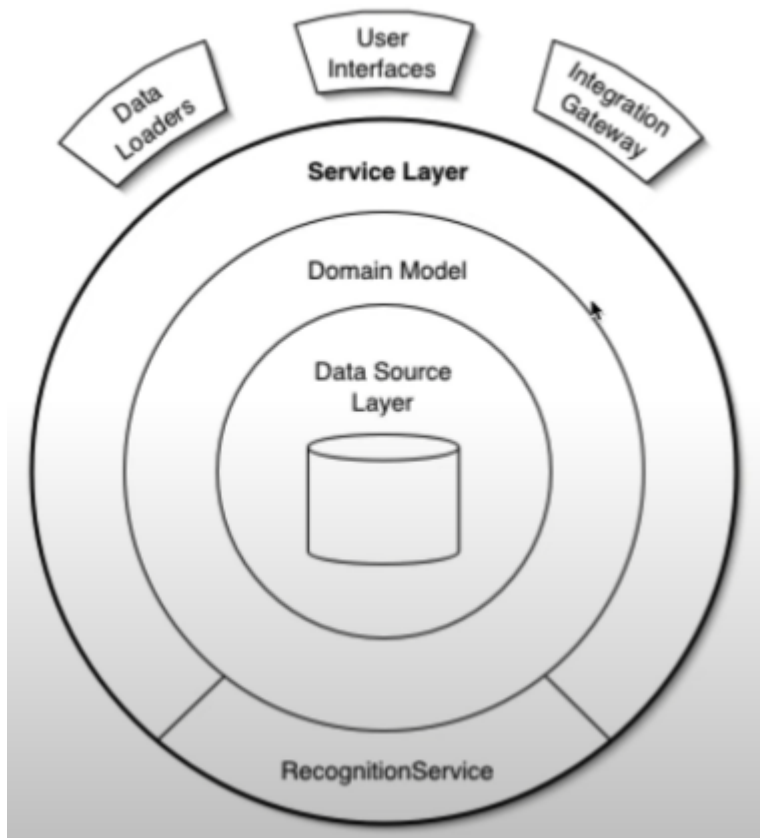 User
Interfaces
Data
Loaders
Integration
Gateway
Service Layer
Domain Model
Data Source
Layer
RecognitionService